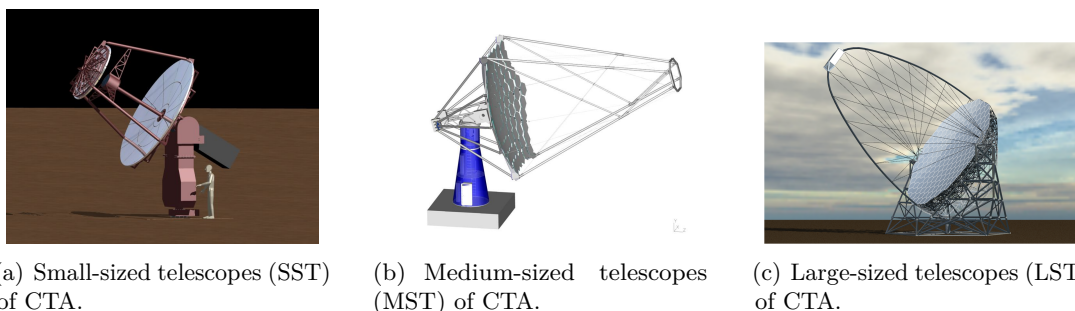 a) Small-sized telescopes (SST)
of CTA.
(b) Medium-sized telescopes
(MST) of CTA.
(c) Large-sized telescopes (LST
of CTA.